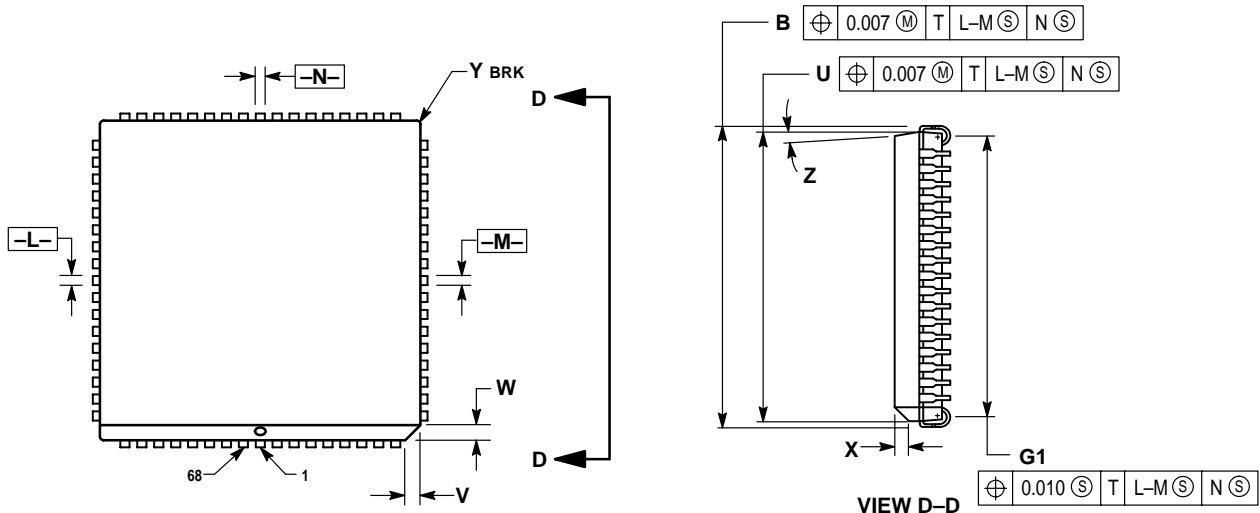 B ⌖ 0.007 Ⓜ T L–M Ⓢ N Ⓢ
–N–
Y BRK
U ⌖ 0.007 Ⓜ T L–M Ⓢ N Ⓢ
D
Z
–L–
–M–
W
68
1
D
V
X
G1
VIEW D–D
⌖ 0.010 Ⓢ T L–M Ⓢ N Ⓢ